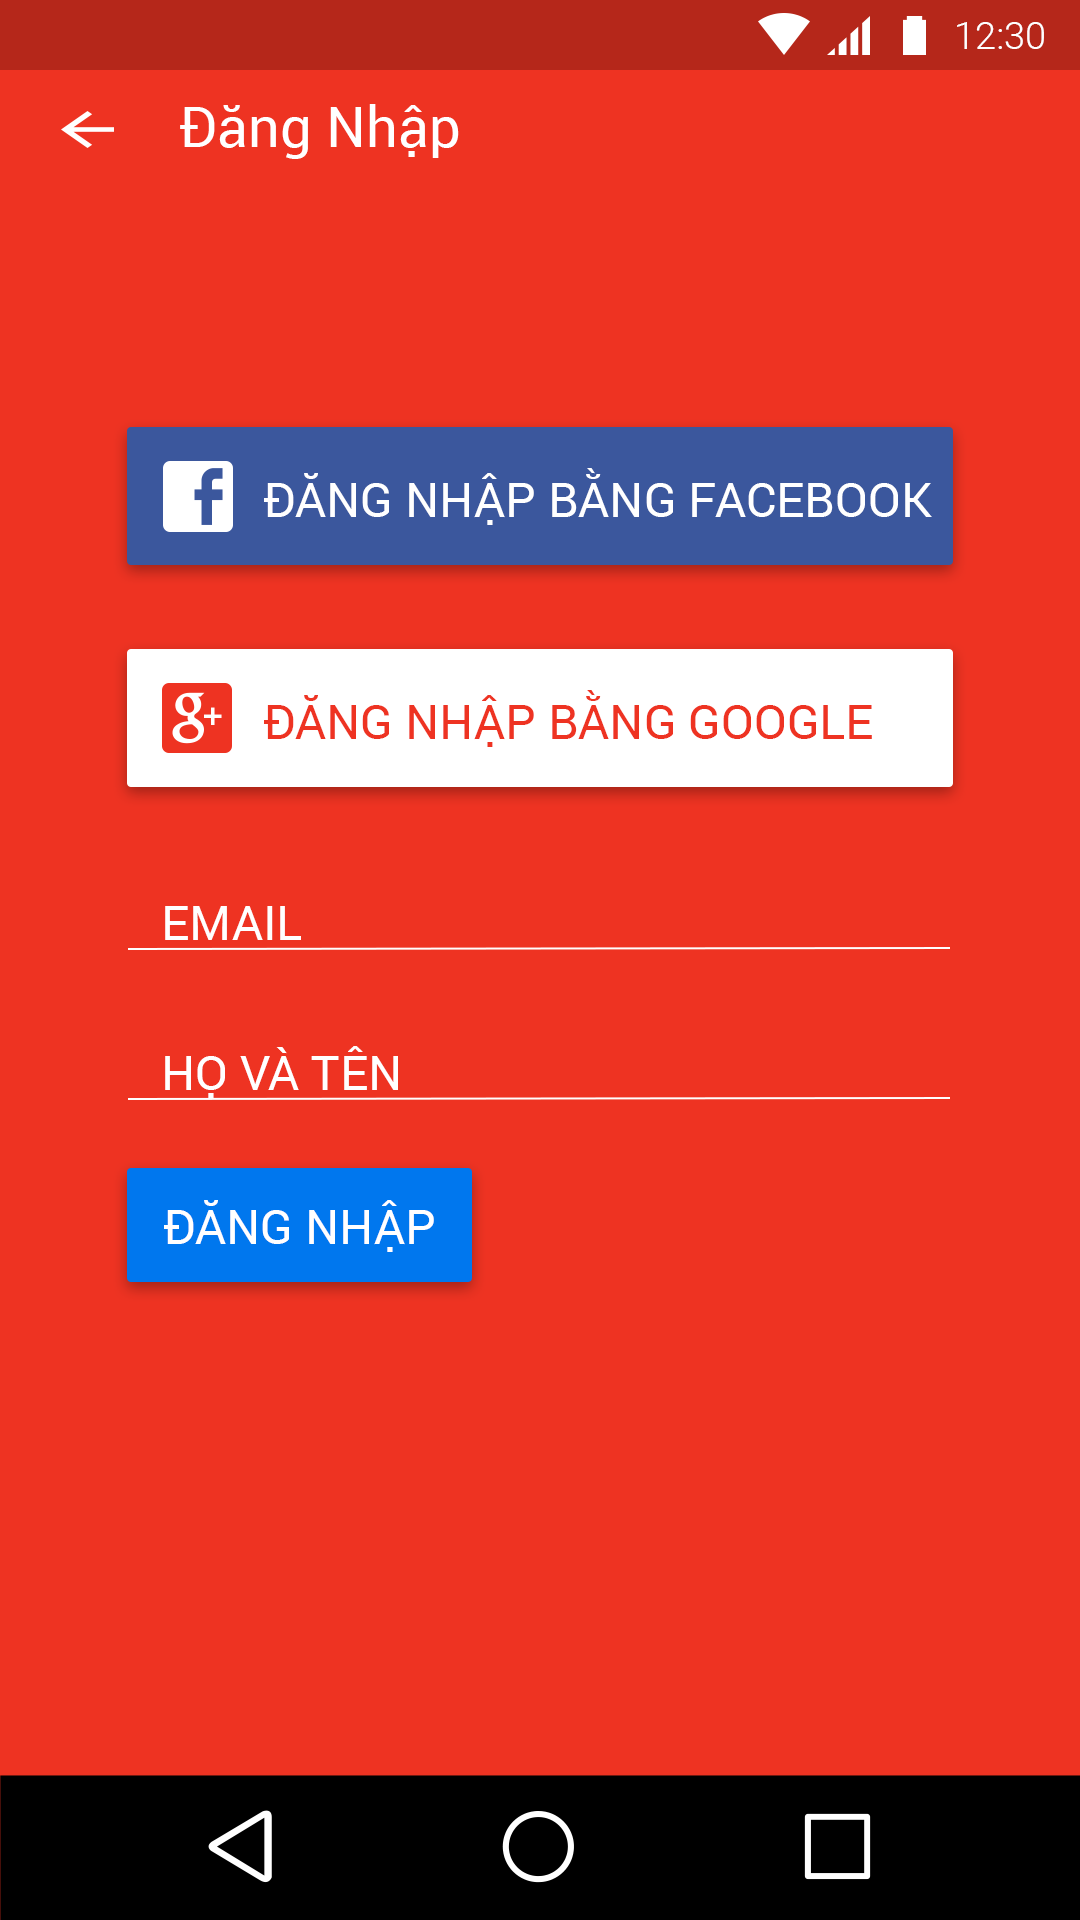 12:30
Đăng Nhập
ĐĂNG NHẬP BẰNG FACEBOOK
g+ ĐĂNG NHẬP BẰNG GOOGLE
EMAIL
HỌ VÀ TÊN
ĐĂNG NHẬP